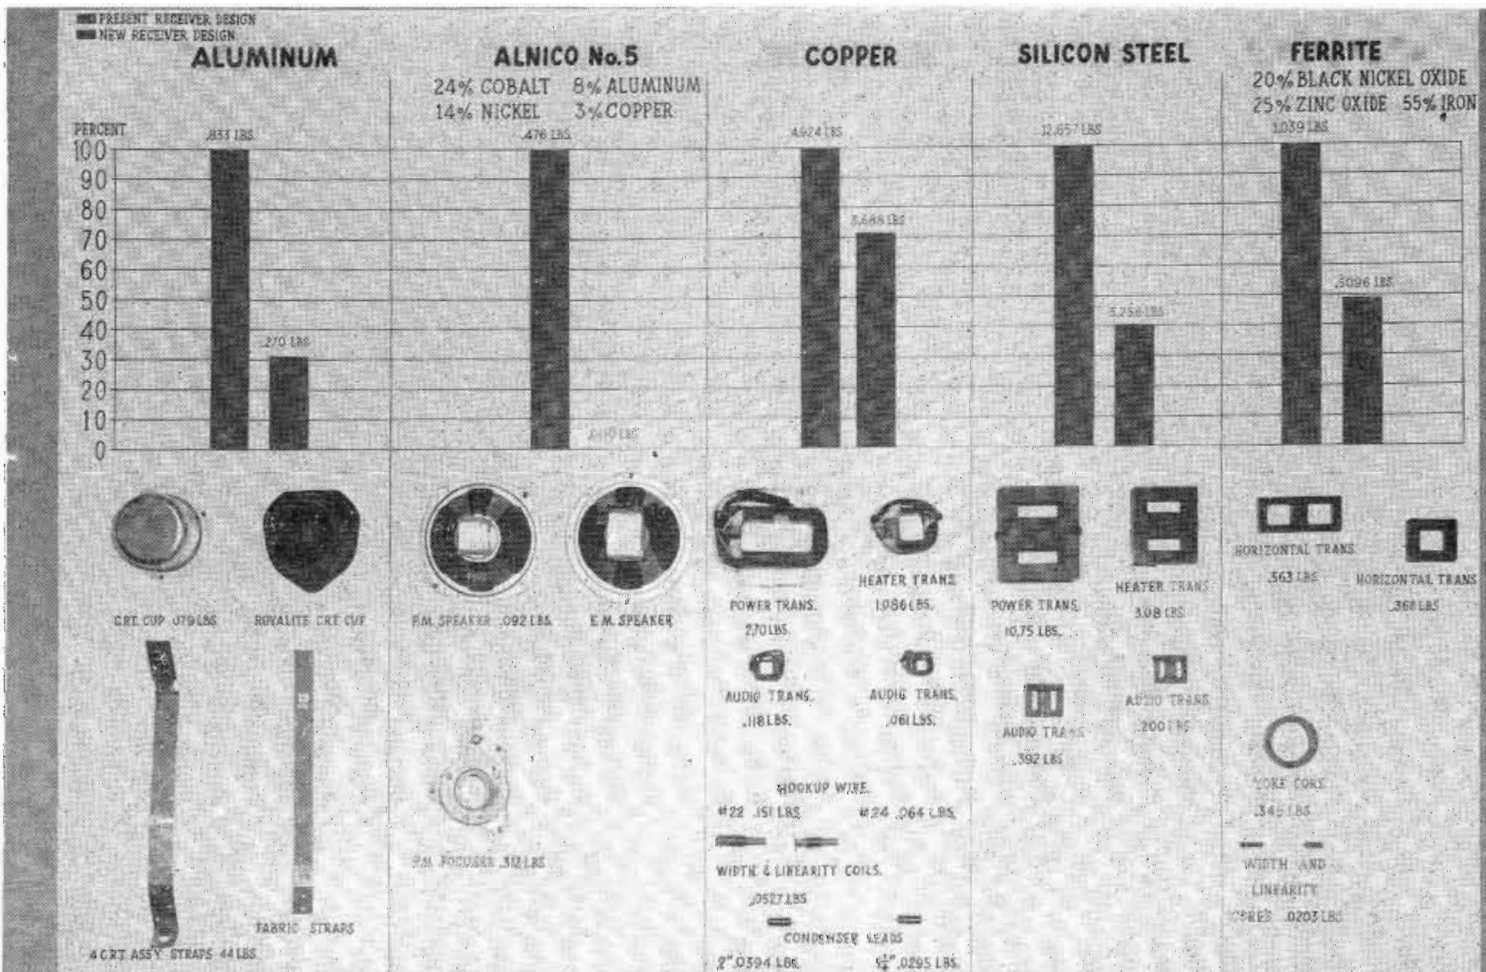 PRESENT RECEIVER DESIGN
NEW RECEIVER DESIGN
ALUMINUM
ALNICO No.5
24% COBALT 8% ALUMINUM
14% NICKEL 3% COPPER
COPPER
SILICON STEEL
FERRITE
20% BLACK NICKEL OXIDE
25% ZINC OXIDE 55% IRON
PERCENT
100
90
80
70
60
50
40
30
20
10
0
.833 LBS.
.270 LBS
.476 LBS.
4.924 LBS
3.688 LBS
12.657 LBS
5.256 LBS
1.039 LBS
.5096 LBS
CRT. CUP .079 LBS
ROYALITE CRT CUP
4 CRT ASSY. STRAPS .44 LBS
FABRIC STRAPS
P.M. SPEAKER .092 LBS.
E.M. SPEAKER
P.M. FOCUSER .312 LBS
POWER TRANS.
2.70 LBS.
HEATER TRANS.
1.086 LBS.
AUDIO TRANS.
.118 LBS.
AUDIO TRANS.
.061 LBS.
HOOKUP WIRE.
#22 .151 LBS.
#24 .064 LBS.
WIDTH & LINEARITY COILS.
.0527 LBS
CONDENSER LEADS
2" .0394 LBS.
.0295 LBS.
POWER TRANS.
10.75 LBS.
HEATER TRANS
3.08 LBS
AUDIO TRANS
.392 LBS
AUDIO TRANS
.200 LBS
HORIZONTAL TRANS.
.563 LBS
HORIZONTAL TRANS
.368 LBS
YOKE CORE
.345 LBS
WIDTH AND
LINEARITY
CORES .0203 LBS